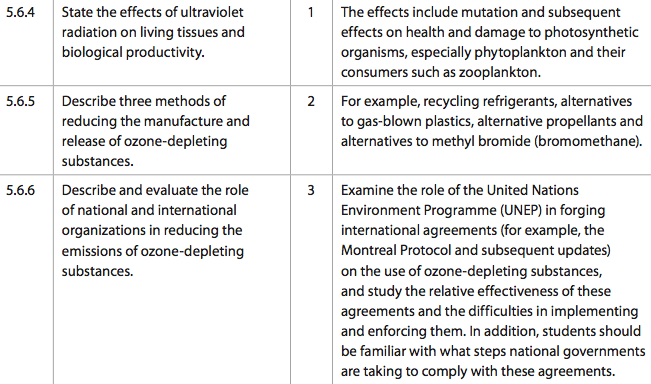 5.6.4 State the effects of ultraviolet 1 The effects include mutation and subsequent
radiation on living tissues and effects on health and damage to photosynthetic
biological productivity. organisms, especially phytoplankton and their
consumers such as zooplankton.
5.6.5 Describe three methods of 2 For example, recycling refrigerants, alternatives
reducing the manufacture and to gas-blown plastics, alternative propellants and
release of ozone-depleting alternatives to methyl bromide (bromomethane).
substances.
5.6.6 Describe and evaluate the role 3 Examine the role of the United Nations
of national and international Environment Programme (UNEP) in forging
organizations in reducing the international agreements (for example, the
emissions of ozone-depleting Montreal Protocol and subsequent updates)
substances. on the use of ozone-depleting substances,
and study the relative effectiveness of these
agreements and the difficulties in implementing
and enforcing them. In addition, students should
be familiar with what steps national governments
are taking to comply with these agreements.